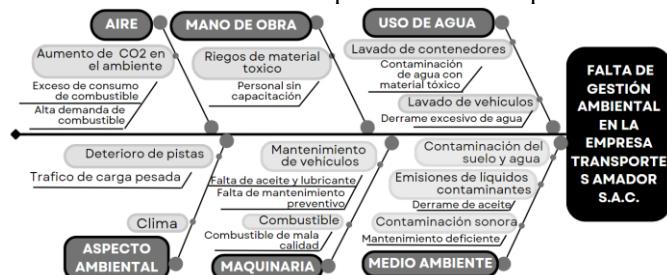 AIRE
MANO DE OBRA
USO DE AGUA
Aumento de CO2 en
el ambiente
Exceso de consumo
de combustible
Alta demanda de
combustible
Riegos de material
toxico
Personal sin
capacitación
Lavado de contenedores
Contaminación
de agua con
material tóxico
Lavado de vehiculos
Derrame excesivo de agua
FALTA DE
GESTIÓN
AMBIENTAL
EN LA
EMPRESA
TRANSPORTE
S AMADOR
S.A.C.
Deterioro de pistas
Trafico de carga pesada
Clima
ASPECTO
AMBIENTAL
Mantenimiento
de vehículos
Falta de aceite y lubricante
Falta de mantenimiento
preventivo
Combustible
Combustible de mala
calidad
MAQUINARIA
Contaminación del
suelo y agua
Emisiones de líquidos
contaminantes
Derrame de aceite
Contaminación sonora
Mantenimiento deficiente
MEDIO AMBIENTE